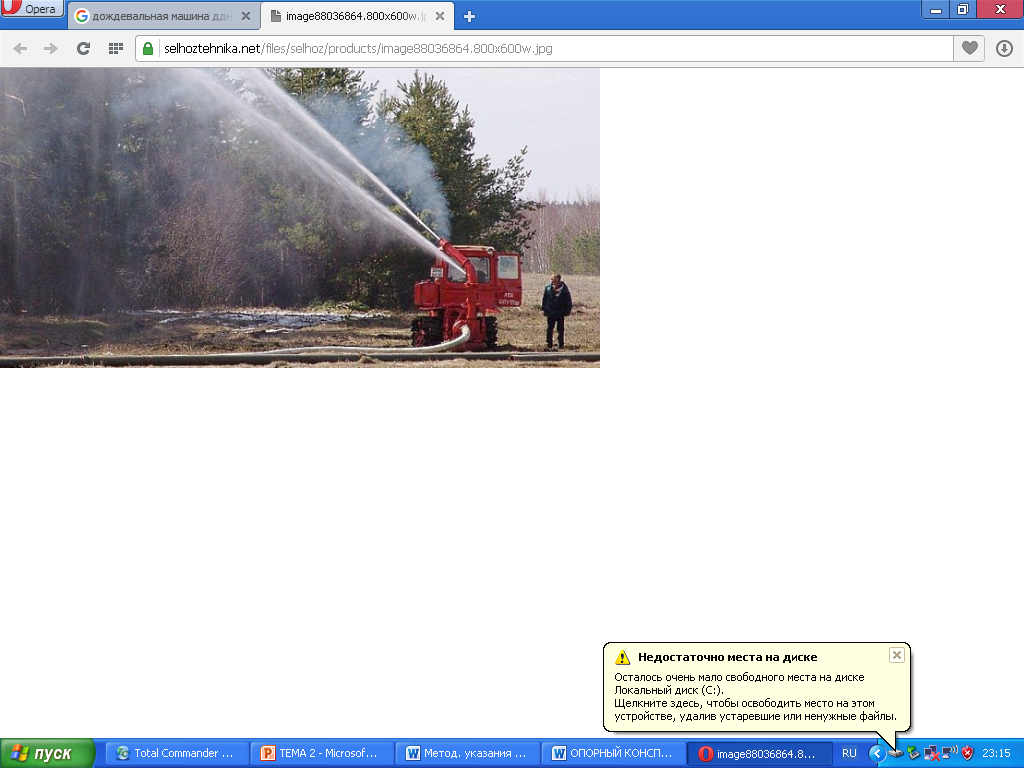 Opera
дождевальная машина ддн
image88036864.800x600w.jp
selhoztehnika.net/files/selhoz/products/image88036864.800x600w.jpg
Недостаточно места на диске
Осталось очень мало свободного места на диске
Локальный диск (C:).
Щелкните здесь, чтобы освободить место на этом
устройстве, удалив устаревшие или ненужные файлы.
пуск
Total Commander ...
ТЕМА 2 - Microsof...
Метод. указания ...
ОПОРНЫЙ КОНСП...
image88036864.8...
RU
23:15